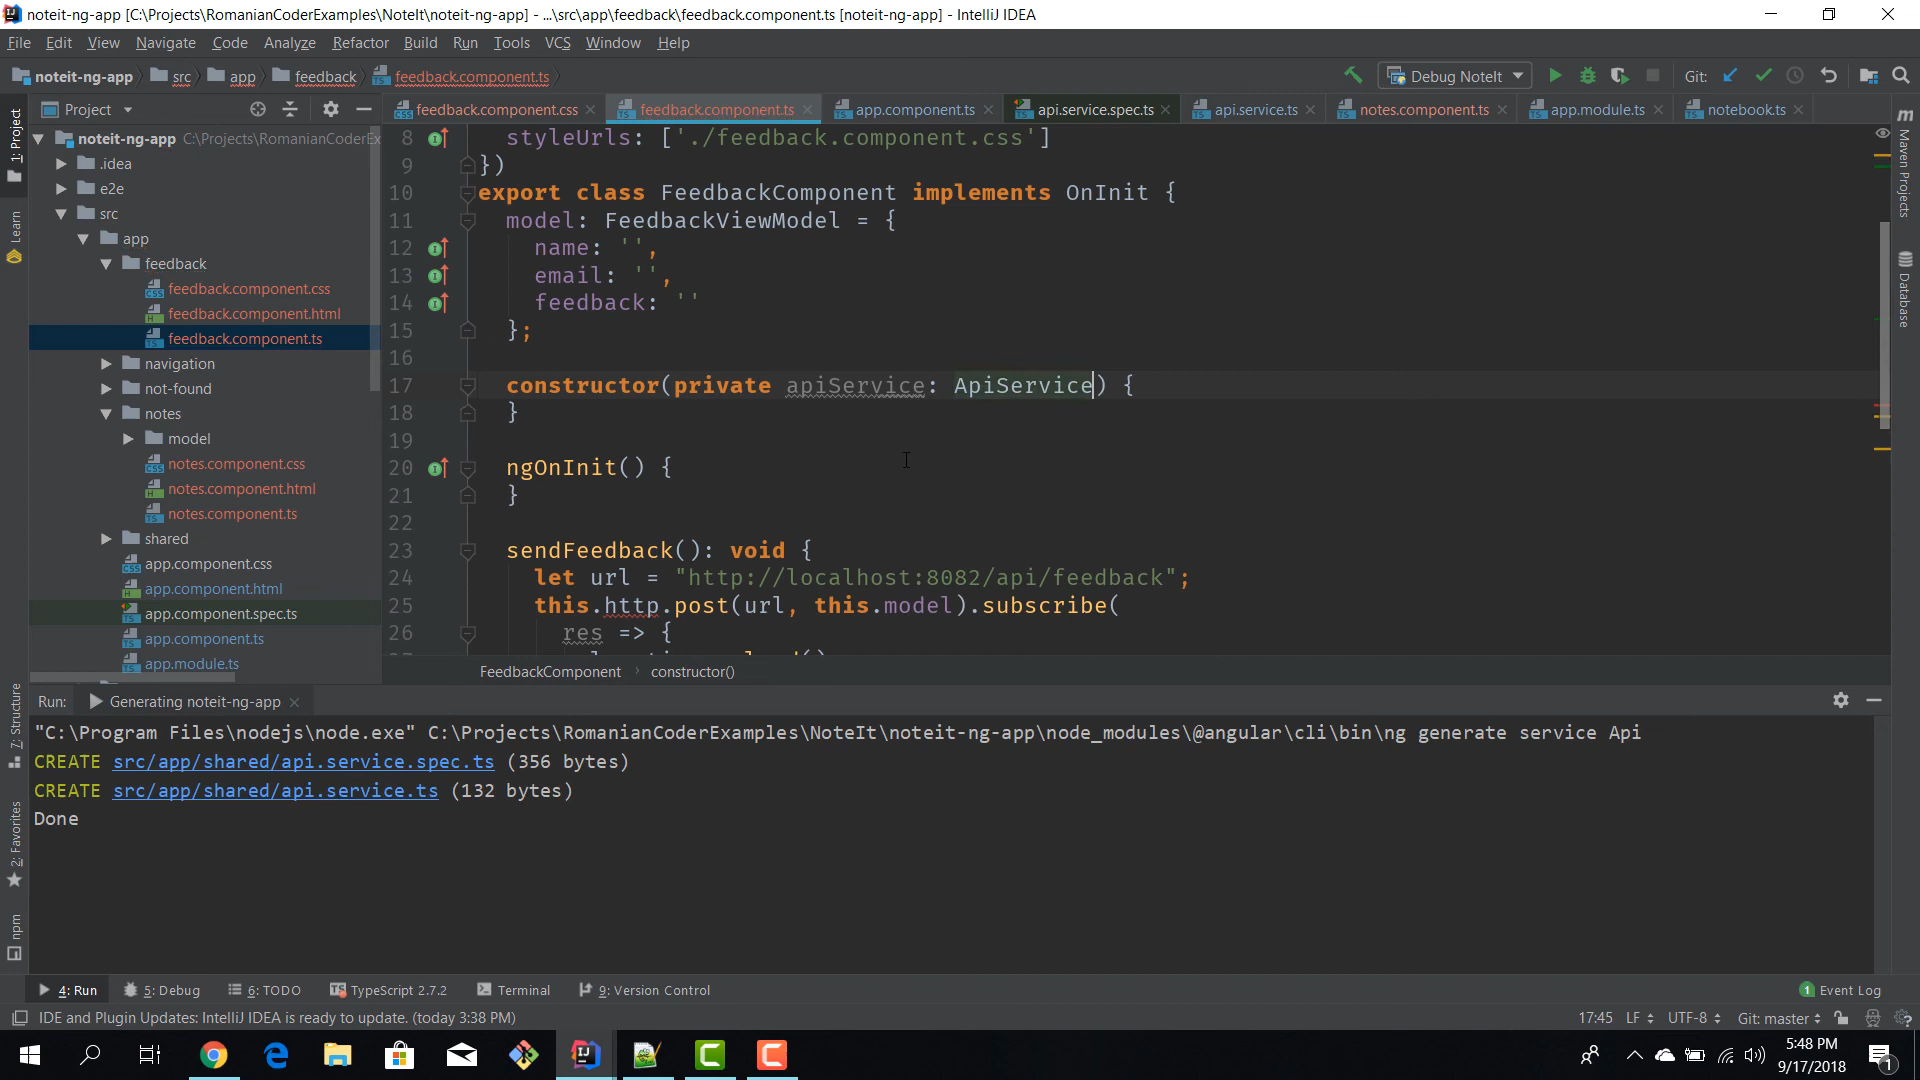 noteit-ng-app [C:\Projects\RomanianCoderExamples\NoteIt\noteit-ng-app] - ...\src\app\feedback\feedback.component.ts [noteit-ng-app] - IntelliJ IDEA
File Edit View Navigate Code Analyze Refactor Build Run Tools VCS Window Help
noteit-ng-app src app feedback feedback.component.ts Debug NoteIt Git:
Project feedback.component.css feedback.component.ts app.component.ts api.service.spec.ts api.service.ts notes.component.ts app.module.ts notebook.ts
noteit-ng-app C:\Projects\RomanianCoderEx
.idea
e2e
src
app
feedback
feedback.component.css
feedback.component.html
feedback.component.ts
navigation
not-found
notes
model
notes.component.css
notes.component.html
notes.component.ts
shared
app.component.css
app.component.html
app.component.spec.ts
app.component.ts
app.module.ts
1: Project
Learn
7: Structure
2: Favorites
npm
8 styleUrls: ['./feedback.component.css']
9 })
10 export class FeedbackComponent implements OnInit {
11 model: FeedbackViewModel = {
12 name: '',
13 email: '',
14 feedback: ''
15 };
16
17 constructor(private apiService: ApiService) {
18 }
19
20 ngOnInit() {
21 }
22
23 sendFeedback(): void {
24 let url = "http://localhost:8082/api/feedback";
25 this.http.post(url, this.model).subscribe(
26 res => {
FeedbackComponent constructor()
m Maven Projects
Database
Run: Generating noteit-ng-app
"C:\Program Files\nodejs\node.exe" C:\Projects\RomanianCoderExamples\NoteIt\noteit-ng-app\node_modules\@angular\cli\bin\ng generate service Api
CREATE src/app/shared/api.service.spec.ts (356 bytes)
CREATE src/app/shared/api.service.ts (132 bytes)
Done
4: Run 5: Debug 6: TODO TypeScript 2.7.2 Terminal 9: Version Control 1 Event Log
IDE and Plugin Updates: IntelliJ IDEA is ready to update. (today 3:38 PM) 17:45 LF UTF-8 Git: master
5:48 PM
9/17/2018
1